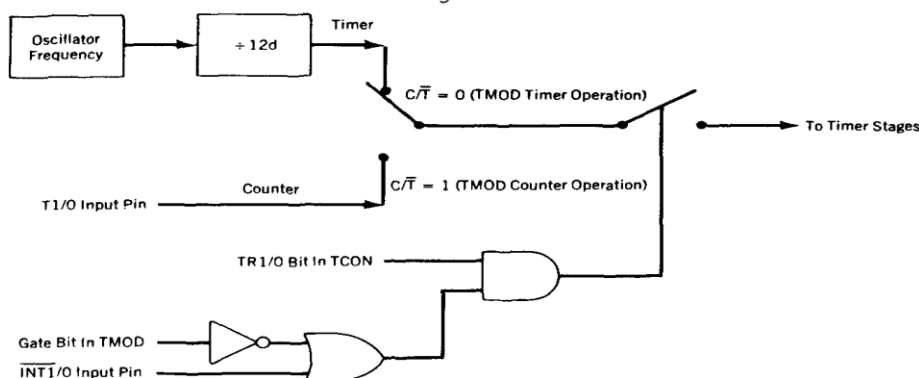 Timer
Oscillator
Frequency
÷ 12d
C/T̅ = 0 (TMOD Timer Operation)
To Timer Stages
C/T̅ = 1 (TMOD Counter Operation)
Counter
T1/0 Input Pin
TR1/0 Bit In TCON
Gate Bit In TMOD
I̅N̅T̅1̅/0 Input Pin